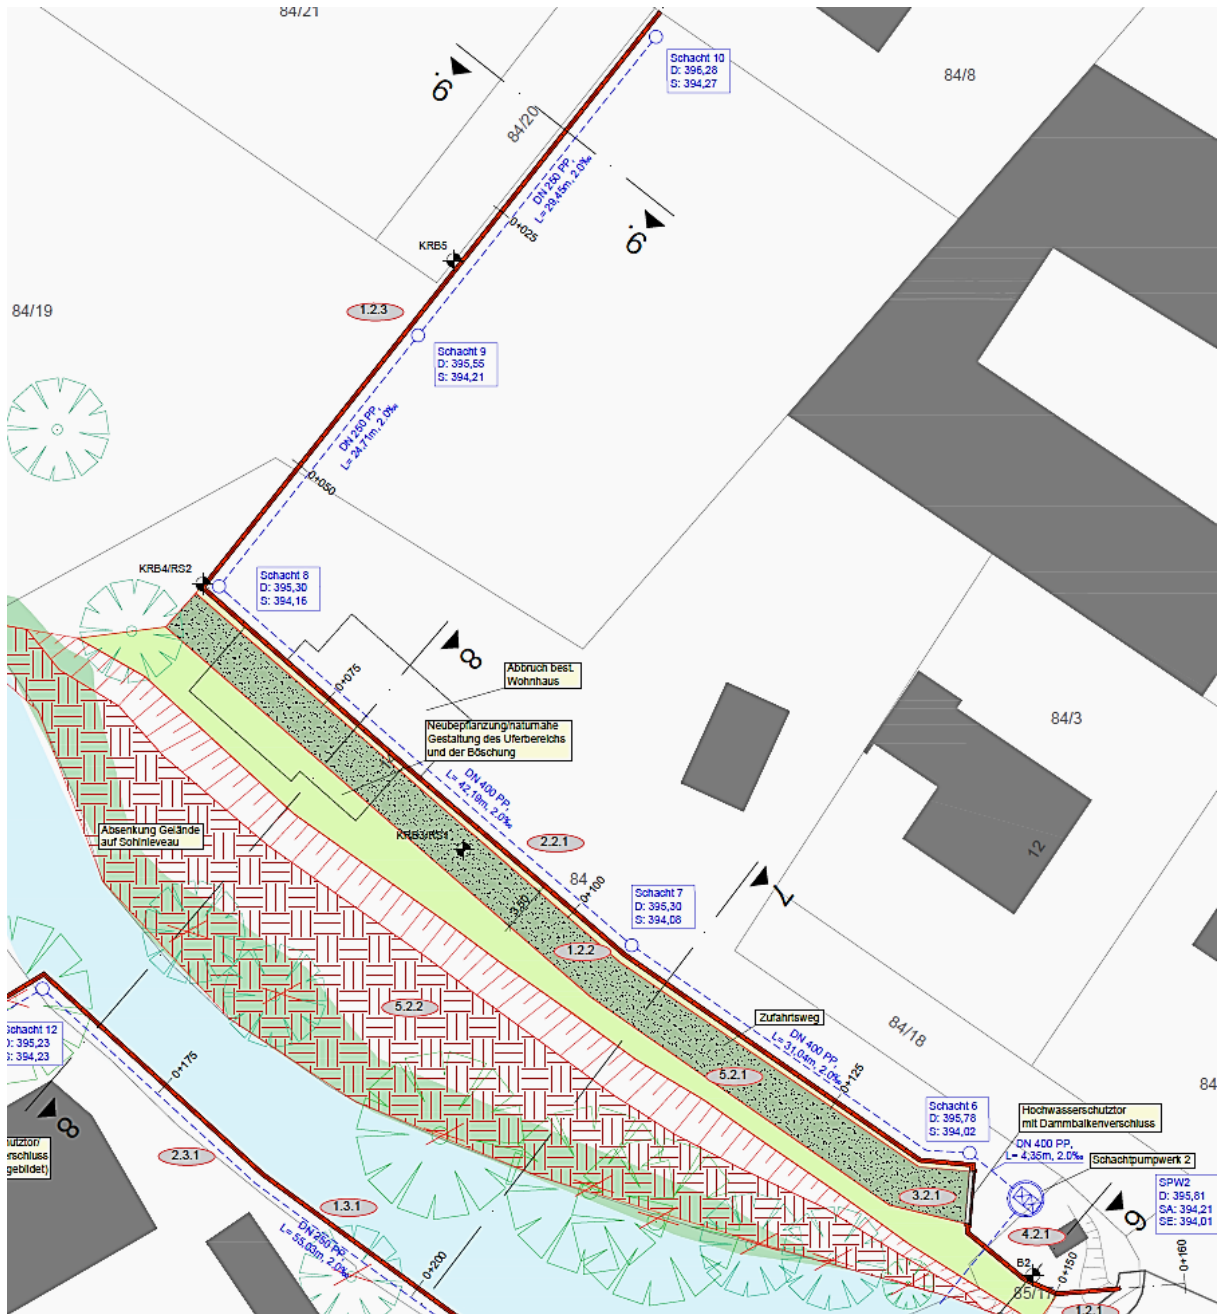 84/21
Schacht 10
D: 396,28
S: 394,27
84/8
9
84/20
DN 250 PP,
L= 29,45m, 2.0‰
9
0+025
KRB5
84/19
1.2.3
Schacht 9
D: 395,55
S: 394,21
DN 250 PP,
L= 24,71m, 2.0‰
0+050
KRB4/RS2
Schacht 8
D: 395,30
S: 394,16
8
Abbruch best.
Wohnhaus
0+075
84/3
Neubepflanzung/naturnahe
Gestaltung des Uferbereichs
und der Böschung
DN 400 PP,
L= 42,19m, 2.0‰
Absenkung Gelände
auf Sohlniveau
KRB3/RS1
2.2.1
12
84
0+100
Schacht 7
D: 395,30
S: 394,08
7
3,50
1.2.2
5.2.2
Zufahrtsweg
84/18
DN 400 PP,
L= 31,04m, 2.0‰
Schacht 12
D: 395,23
S: 394,23
0+175
5.2.1
0+125
84
8
Schacht 6
D: 395,78
S: 394,02
Hochwasserschutztor
mit Dammbalkenverschluss
DN 400 PP,
L= 4,35m, 2.0‰
Schachtpumpwerk 2
hutztor/
erschluss
gebildet)
2.3.1
SPW2
D: 395,81
SA: 394,21
SE: 394,01
3.2.1
1.3.1
6
4.2.1
DN 250 PP,
L= 55,03m, 2.0‰
0+200
B2
0+150
0+160
85/17
1.2.1